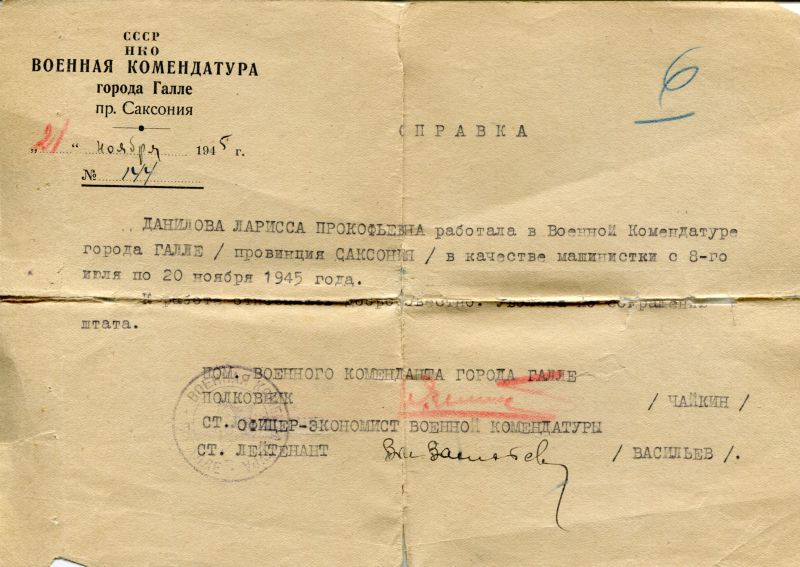 СССР
НКО
ВОЕННАЯ КОМЕНДАТУРА
города Галле
пр. Саксония
6
СПРАВКА
„21“ ноября 1945 г.
№ 144
ДАНИЛОВА ЛАРИССА ПРОКОФЬЕВНА работала в Военной Комендатуре
города ГАЛЛЕ / провинция САКСОНИЯ / в качестве машинистки с 8-го
июля по 20 ноября 1945 года.
К работе
штата.
ПОМ. ВОЕННОГО КОМЕНДАНТА ГОРОДА ГАЛЛЕ
ПОЛКОВНИК / ЧАЙКИН /
СТ. ОФИЦЕР-ЭКОНОМИСТ ВОЕННОЙ КОМЕНДАТУРЫ
СТ. ЛЕЙТЕНАНТ / ВАСИЛЬЕВ /.